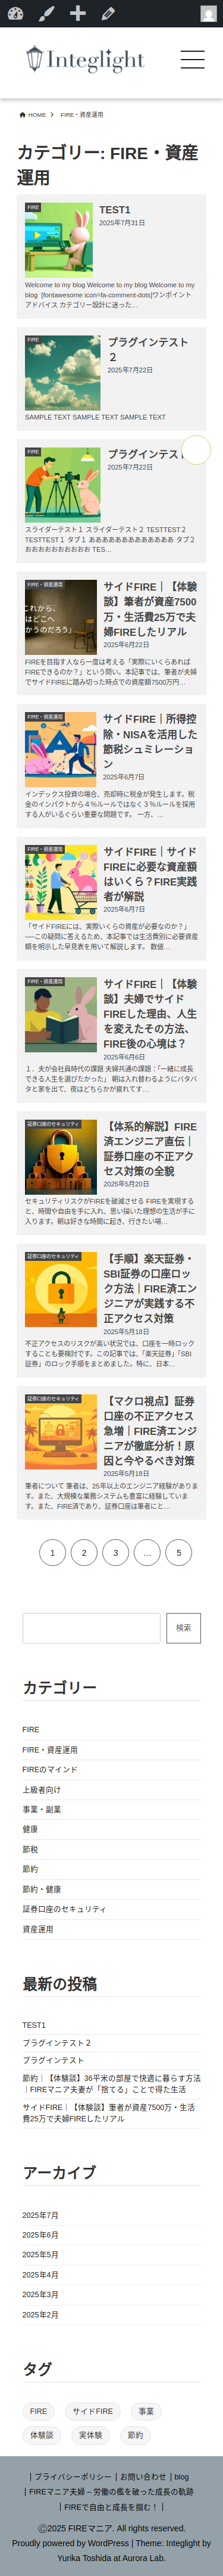 Integlight
HOME > FIRE・資産運用
カテゴリー: FIRE・資産
運用
FIRE
TEST1
2025年7月31日
Welcome to my blog Welcome to my blog Welcome to my
blog [fontawesome icon=fa-comment-dots]ワンポイント
アドバイス カテゴリー設計に迷った…
FIRE
プラグインテスト
２
2025年7月22日
SAMPLE TEXT SAMPLE TEXT SAMPLE TEXT
FIRE
プラグインテスト
2025年7月22日
スライダーテスト１ スライダーテスト２ TESTTEST２
TESTTEST１ タブ１ あああああああああああああ タブ２
おおおおおおおおおお TES…
FIRE・資産運用
これから、
はどこへ
かうのだろう」
サイドFIRE｜【体験
談】筆者が資産7500
万・生活費25万で夫
婦FIREしたリアル
2025年6月22日
FIREを目指す人なら一度は考える「実際にいくらあれば
FIREできるのか？」という問い。本記事では、筆者が夫婦
でサイドFIREに踏み切った時点での資産額7500万円…
FIRE・資産運用
サイドFIRE｜所得控
除・NISAを活用した
節税シミュレーショ
ン
2025年6月7日
インデックス投資の場合、売却時に税金が発生します。税
金のインパクトから４%ルールではなく３%ルールを採用
する人がいるぐらい重要な問題です。 一方、…
FIRE・資産運用
サイドFIRE｜サイド
FIREに必要な資産額
はいくら？FIRE実践
者が解説
2025年6月7日
「サイドFIREには、実際いくらの資産が必要なのか？」
──この疑問に答えるため、本記事では生活費別に必要資産
額を明示した早見表を用いて解説します。 数値…
FIRE・資産運用
サイドFIRE｜【体験
談】夫婦でサイド
FIREした理由、人生
を変えたその方法、
FIRE後の心境は？
2025年6月6日
１．夫が会社員時代の課題 夫婦共通の課題：「一緒に成長
できる人生を選びたかった」 朝は入れ替わるようにバタバタ
と家を出て、夜はどちらかが疲れてす…
証券口座のセキュリティ
【体系的解説】FIRE
済エンジニア直伝｜
証券口座の不正アク
セス対策の全貌
2025年5月20日
セキュリティリスクがFIREを破滅させる FIREを実現する
と、時間や自由を手に入れ、思い描いた理想の生活が手に
入ります。朝は好きな時間に起き、行きたい場…
証券口座のセキュリティ
【手順】楽天証券・
SBI証券の口座ロッ
ク方法｜FIRE済エン
ジニアが実践する不
正アクセス対策
2025年5月18日
不正アクセスのリスクが高い状況では、口座を一時ロック
することも要検討です。この記事では、「楽天証券」「SBI
証券」のロック手順をまとめました。特に、日本…
証券口座のセキュリティ
【マクロ視点】証券
口座の不正アクセス
急増｜FIRE済エンジ
ニアが徹底分析！原
因と今やるべき対策
2025年5月18日
筆者について 筆者は、25年以上のエンジニア経験がありま
す。また、大規模な業務システムも豊富に経験していま
す。また、FIRE済であり、証券口座は筆者にと…
1 2 3 … 5
検索
カテゴリー
FIRE
FIRE・資産運用
FIREのマインド
上級者向け
事業・副業
健康
節税
節約
節約・健康
証券口座のセキュリティ
資産運用
最新の投稿
TEST1
プラグインテスト２
プラグインテスト
節約｜【体験談】36平米の部屋で快適に暮らす方法
｜FIREマニア夫妻が「捨てる」ことで得た生活
サイドFIRE｜【体験談】筆者が資産7500万・生活
費25万で夫婦FIREしたリアル
アーカイブ
2025年7月
2025年6月
2025年5月
2025年4月
2025年3月
2025年2月
タグ
FIRE サイドFIRE 事業
体験談 実体験 節約
｜プライバシーポリシー｜お問い合わせ｜blog
｜FIREマニア夫婦 – 労働の檻を破った成長の軌跡
｜FIREで自由と成長を掴む！｜
©2025 FIREマニア. All rights reserved.
Proudly powered by WordPress | Theme: Integlight by
Yurika Toshida at Aurora Lab.